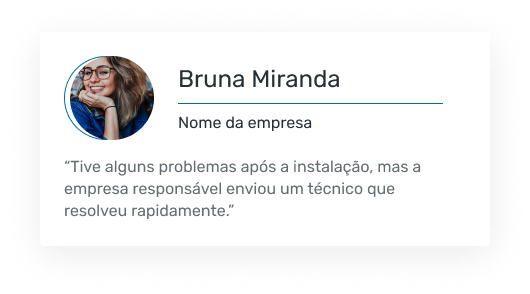 Bruna Miranda
Nome da empresa
“Tive alguns problemas após a instalação, mas a
empresa responsável enviou um técnico que
resolveu rapidamente.”